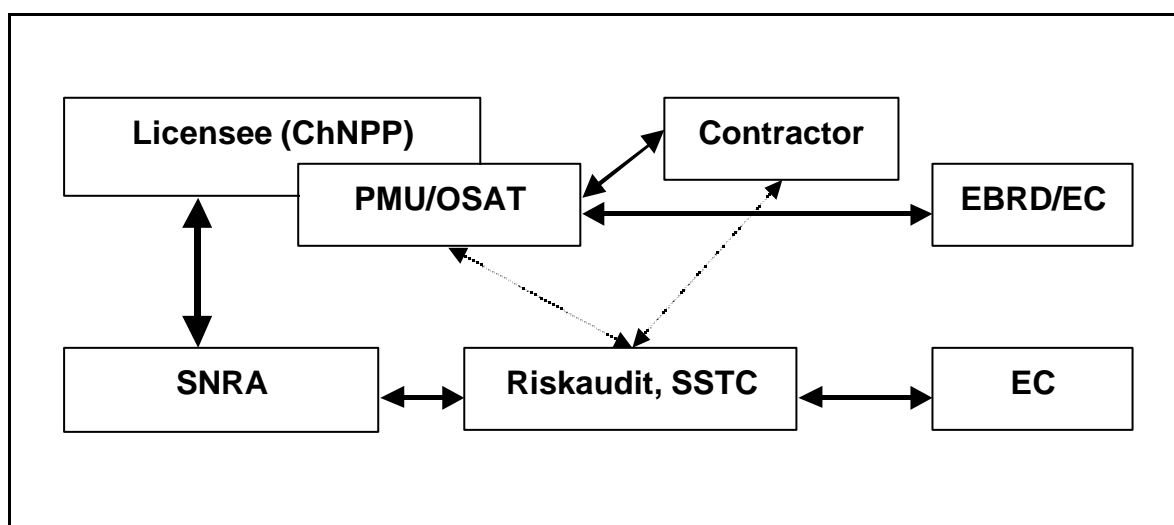 Licensee (ChNPP)
Contractor
PMU/OSAT
EBRD/EC
SNRA
Riskaudit, SSTC
EC